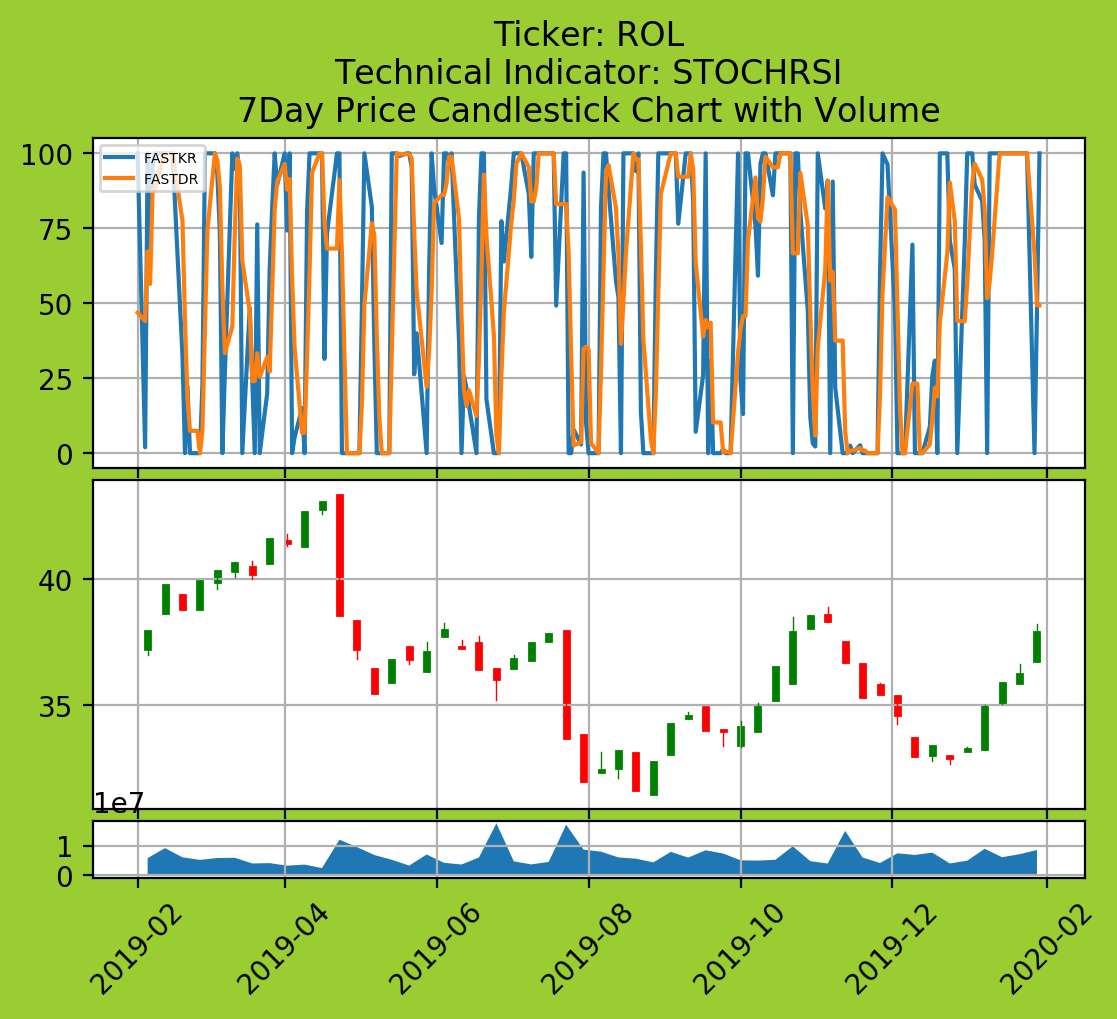 Ticker: ROL
Technical Indicator: STOCHRSI
7Day Price Candlestick Chart with Volume
100
75
50
25
0
FASTKR
FASTDR
40
35
1e7
1
0
2019-02
2019-04
2019-06
2019-08
2019-10
2019-12
2020-02